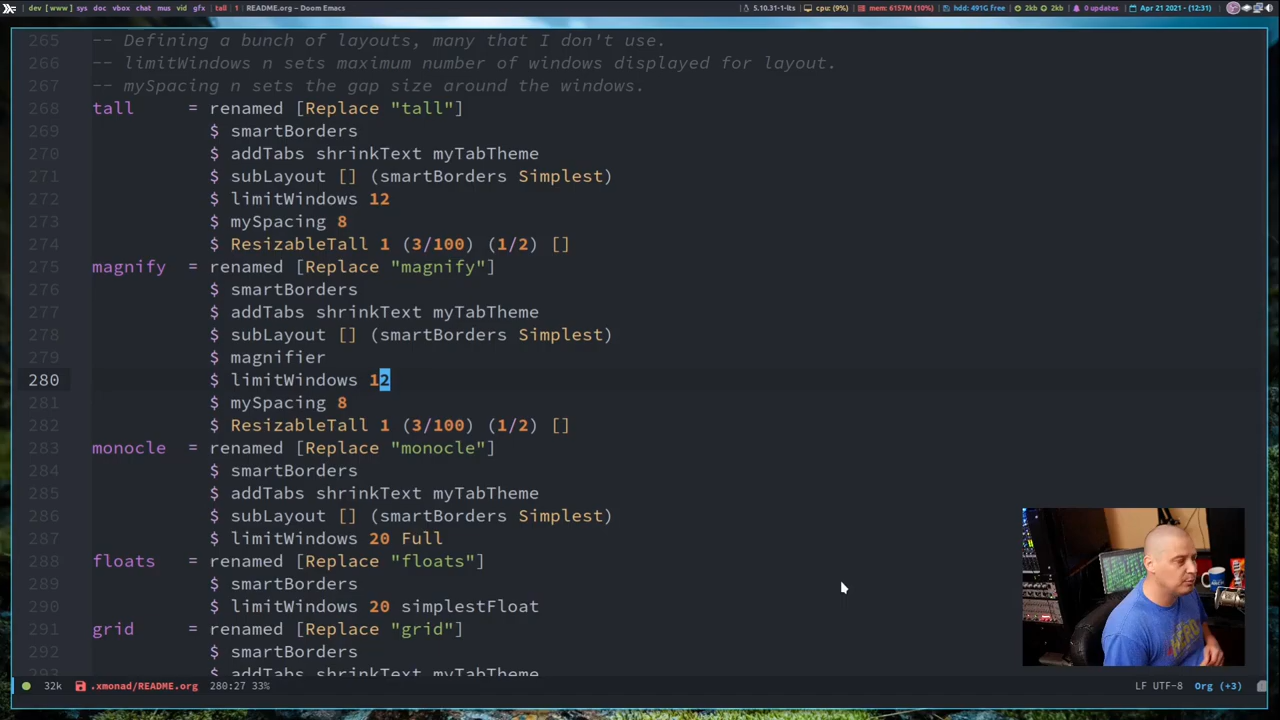 dev [ www ] sys doc vbox chat mus vid gfx | tall | 1 | README.org – Doom Emacs
5.10.31-1-lts | cpu: (9%) | mem: 6157M (10%) | hdd: 491G free | 2kb 2kb | 0 updates | Apr 21 2021 - (12:31)
265 -- Defining a bunch of layouts, many that I don't use.
266 -- limitWindows n sets maximum number of windows displayed for layout.
267 -- mySpacing n sets the gap size around the windows.
268 tall = renamed [Replace "tall"]
269 $ smartBorders
270 $ addTabs shrinkText myTabTheme
271 $ subLayout [] (smartBorders Simplest)
272 $ limitWindows 12
273 $ mySpacing 8
274 $ ResizableTall 1 (3/100) (1/2) []
275 magnify = renamed [Replace "magnify"]
276 $ smartBorders
277 $ addTabs shrinkText myTabTheme
278 $ subLayout [] (smartBorders Simplest)
279 $ magnifier
280 $ limitWindows 12
281 $ mySpacing 8
282 $ ResizableTall 1 (3/100) (1/2) []
283 monocle = renamed [Replace "monocle"]
284 $ smartBorders
285 $ addTabs shrinkText myTabTheme
286 $ subLayout [] (smartBorders Simplest)
287 $ limitWindows 20 Full
288 floats = renamed [Replace "floats"]
289 $ smartBorders
290 $ limitWindows 20 simplestFloat
291 grid = renamed [Replace "grid"]
292 $ smartBorders
293 $ addTabs shrinkText myTabTheme
32k .xmonad/README.org 280:27 33% LF UTF-8 Org (+3)